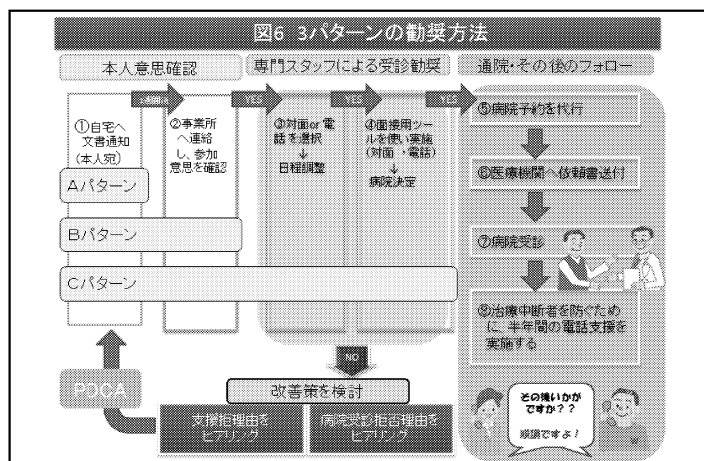 図6 3パターンの勧奨方法
本人意思確認
専門スタッフによる受診勧奨
通院・その後のフォロー
YES
YES
YES
①自宅へ
文書通知
(本人宛)
②事業所
へ連絡
し、参加
意思を確認
③対面or 電
話を選択
↓
日程調整
④面接用ツー
ルを使い実施
(対面→電話)
↓
病院決定
⑤病院予約を代行
⑥医療機関へ依頼書送付
⑦病院受診
⑧治療中断者を防ぐため
に、半年間の電話支援を
実施する
Aパターン
Bパターン
Cパターン
NO
改善策を検討
PDCA
支援拒理由を
ヒアリング
病院受診拒否理由を
ヒアリング
その後いかが
ですか??
順調ですよ!